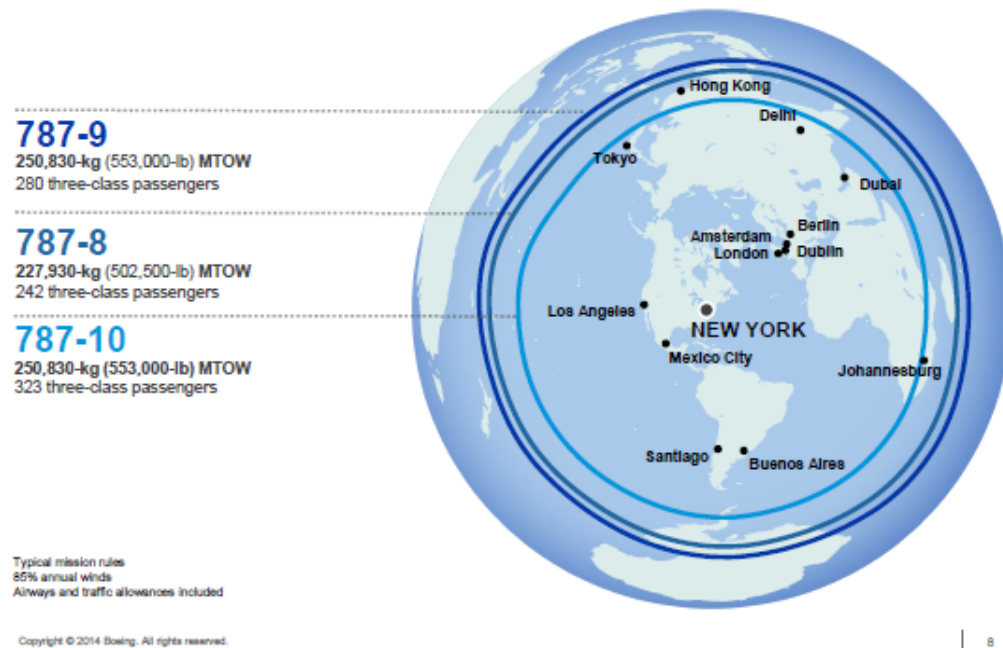 787-9
250,830-kg (553,000-lb) MTOW
280 three-class passengers
787-8
227,930-kg (502,500-lb) MTOW
242 three-class passengers
787-10
250,830-kg (553,000-lb) MTOW
323 three-class passengers
Hong Kong
Delhi
Tokyo
Dubai
Berlin
Amsterdam
London
Dublin
Los Angeles
NEW YORK
Mexico City
Johannesburg
Santiago
Buenos Aires
Typical mission rules
85% annual winds
Airways and traffic allowances included
Copyright © 2014 Boeing. All rights reserved.
8